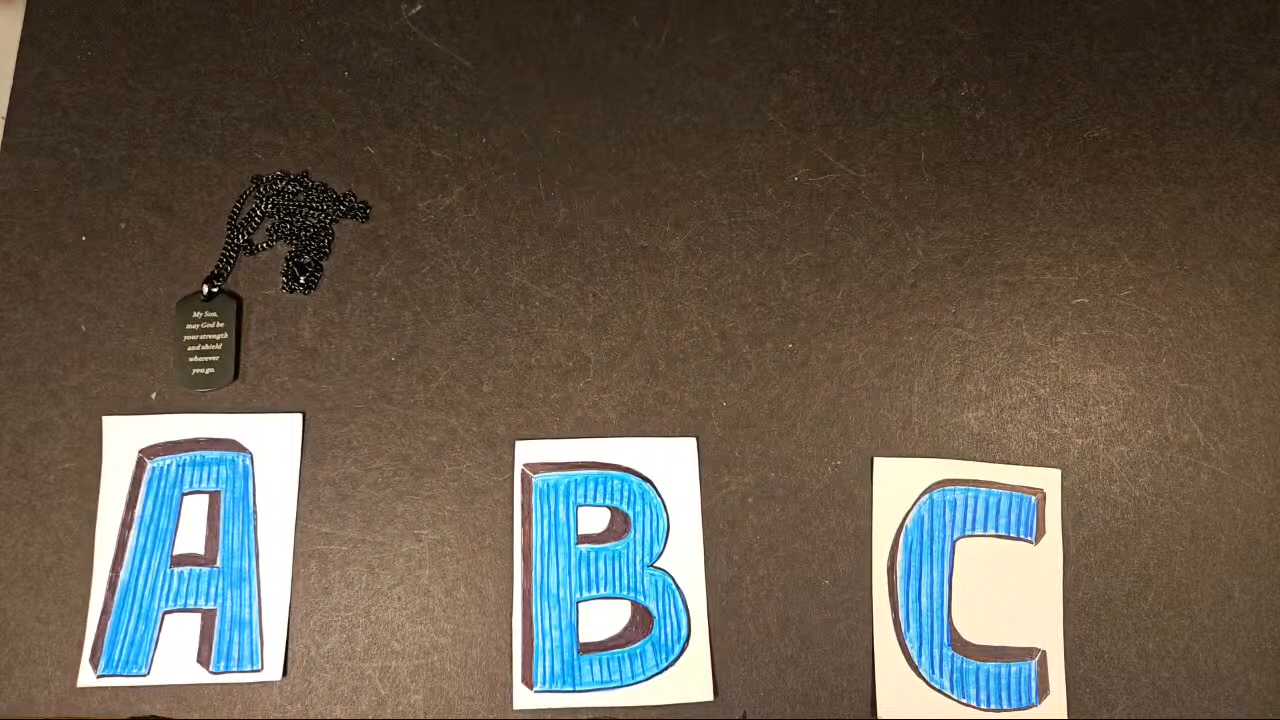 My Son,
may God be
your strength
and shield
wherever
you go.
A B C